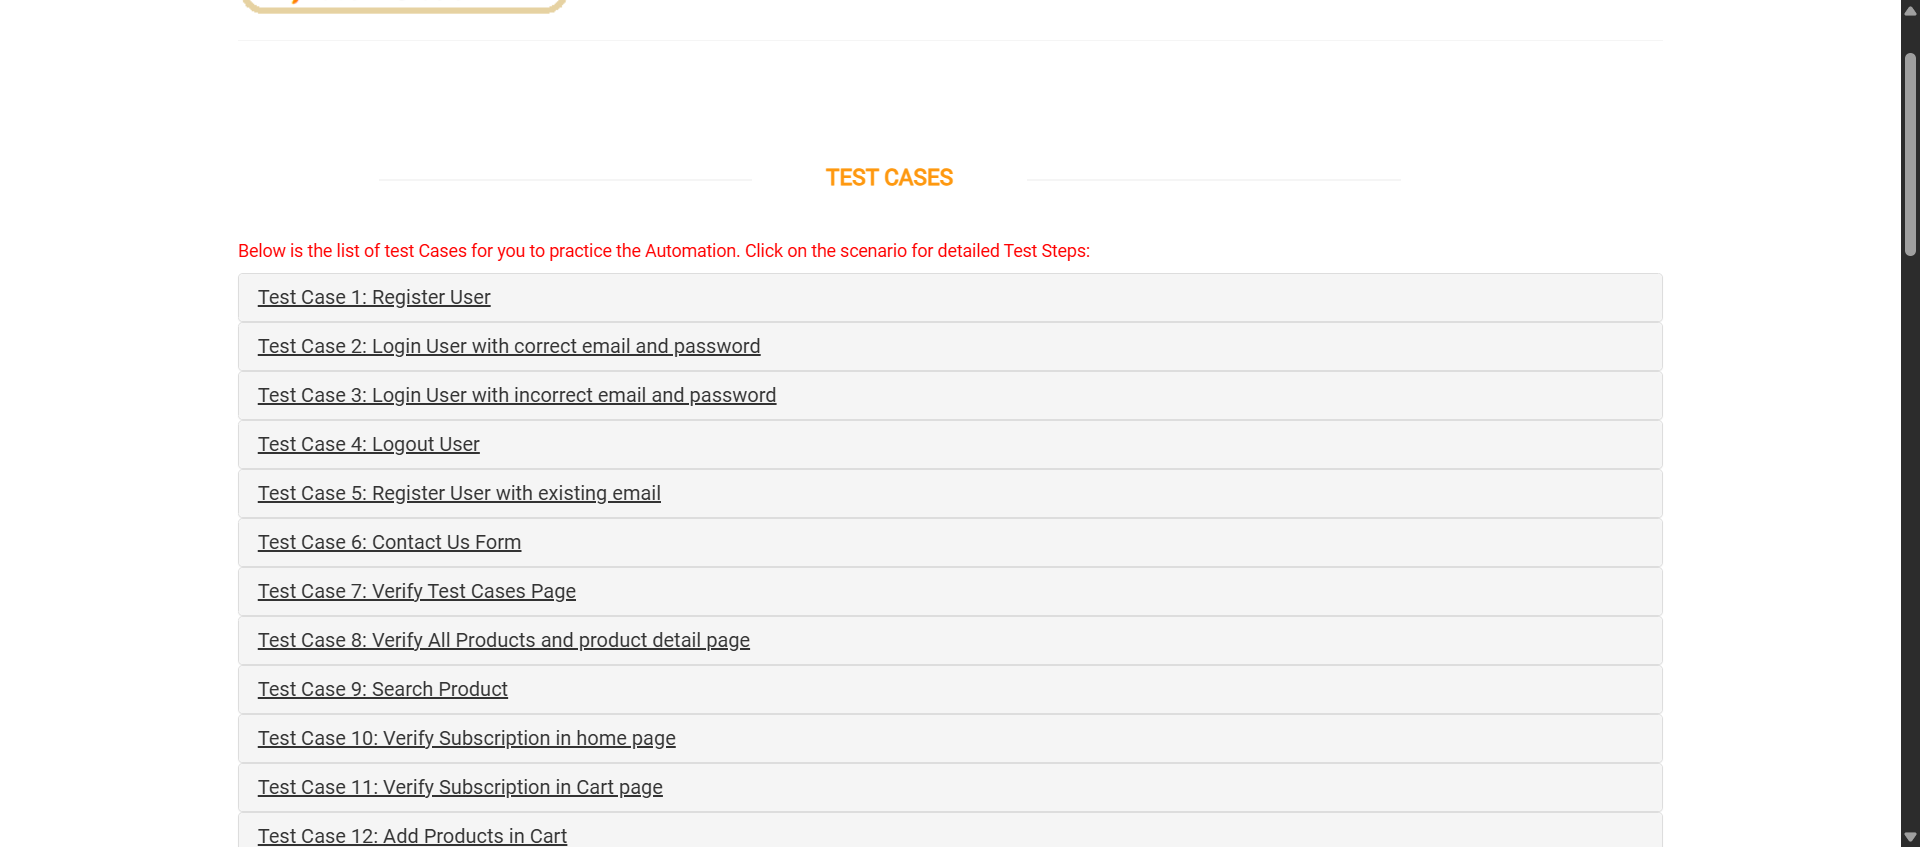 TEST CASES
Below is the list of test Cases for you to practice the Automation. Click on the scenario for detailed Test Steps:
Test Case 1: Register User
Test Case 2: Login User with correct email and password
Test Case 3: Login User with incorrect email and password
Test Case 4: Logout User
Test Case 5: Register User with existing email
Test Case 6: Contact Us Form
Test Case 7: Verify Test Cases Page
Test Case 8: Verify All Products and product detail page
Test Case 9: Search Product
Test Case 10: Verify Subscription in home page
Test Case 11: Verify Subscription in Cart page
Test Case 12: Add Products in Cart